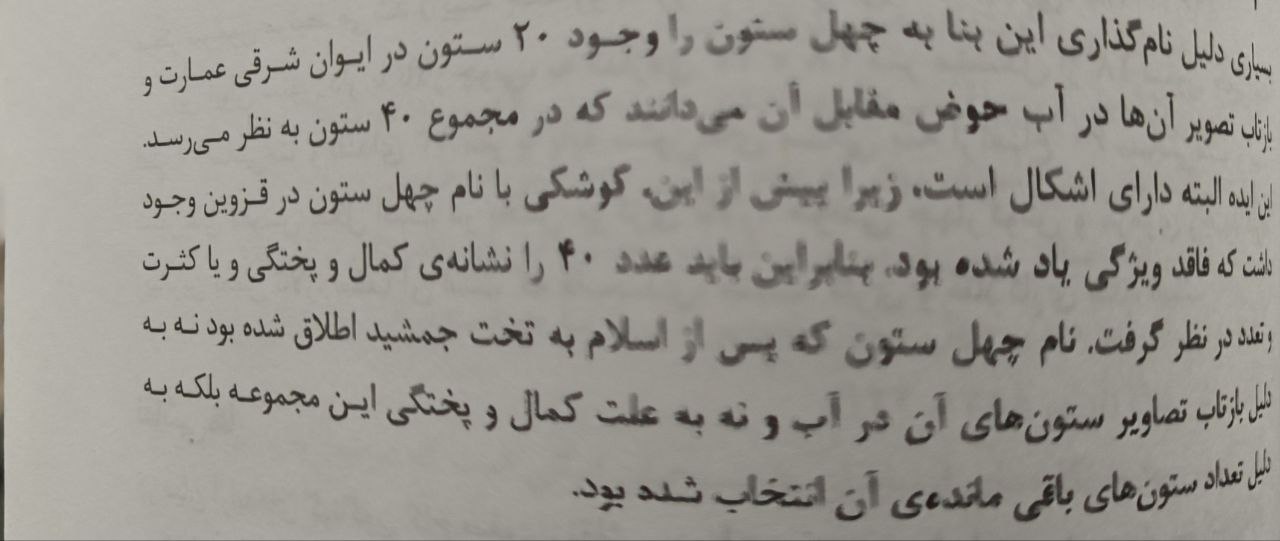 بسیاری دلیل نام‌گذاری این بنا به چهل ستون را وجود ۲۰ ستون در ایوان شرقی عمارت و
بازتاب تصویر آن‌ها در آب حوض مقابل آن می‌دانند که در مجموع ۴۰ ستون به نظر می‌رسد.
این ایده البته دارای اشکال است، زیرا پیش از این، کوشکی با نام چهل ستون در قزوین وجود
داشت که فاقد ویژگی یاد شده بود. بنابراین باید عدد ۴۰ را نشانه‌ی کمال و پختگی و یا کثرت
و تعدد در نظر گرفت. نام چهل ستون که پس از اسلام به تخت جمشید اطلاق شده بود نه به
دلیل بازتاب تصاویر ستون‌های آن در آب و نه به علت کمال و پختگی این مجموعه بلکه به
دلیل تعداد ستون‌های باقی مانده‌ی آن انتخاب شده بود.